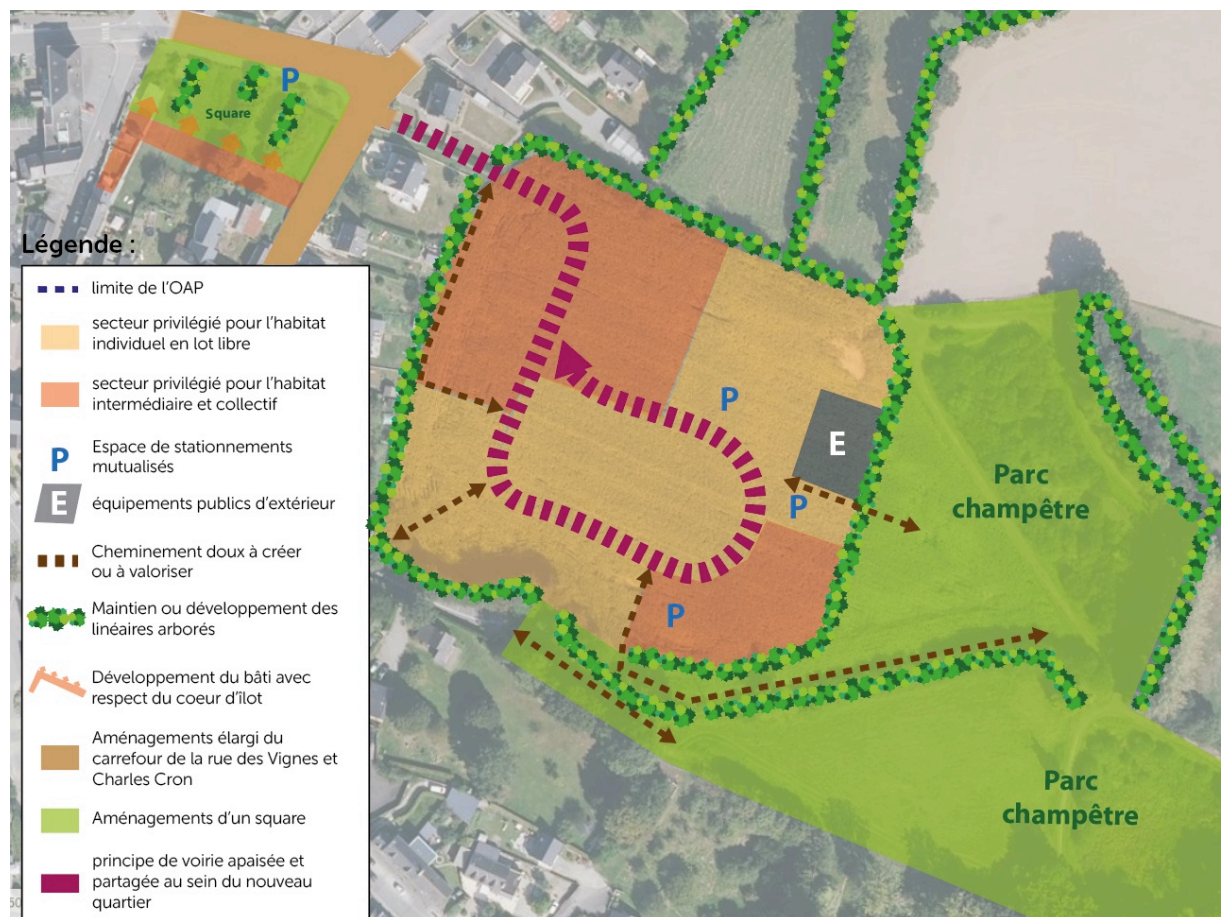 P
Square
Légende :
limite de l'OAP
secteur privilégié pour l'habitat
individuel en lot libre
secteur privilégié pour l'habitat
intermédiaire et collectif
P
Espace de stationnements
mutualisés
E
équipements publics d'extérieur
Cheminement doux à créer
ou à valoriser
Maintien ou développement des
linéaires arborés
Développement du bâti avec
respect du coeur d'îlot
Aménagements élargi du
carrefour de la rue des Vignes et
Charles Cron
Aménagements d'un square
principe de voirie apaisée et
partagée au sein du nouveau
quartier
P
E
P
P
Parc
champêtre
Parc
champêtre